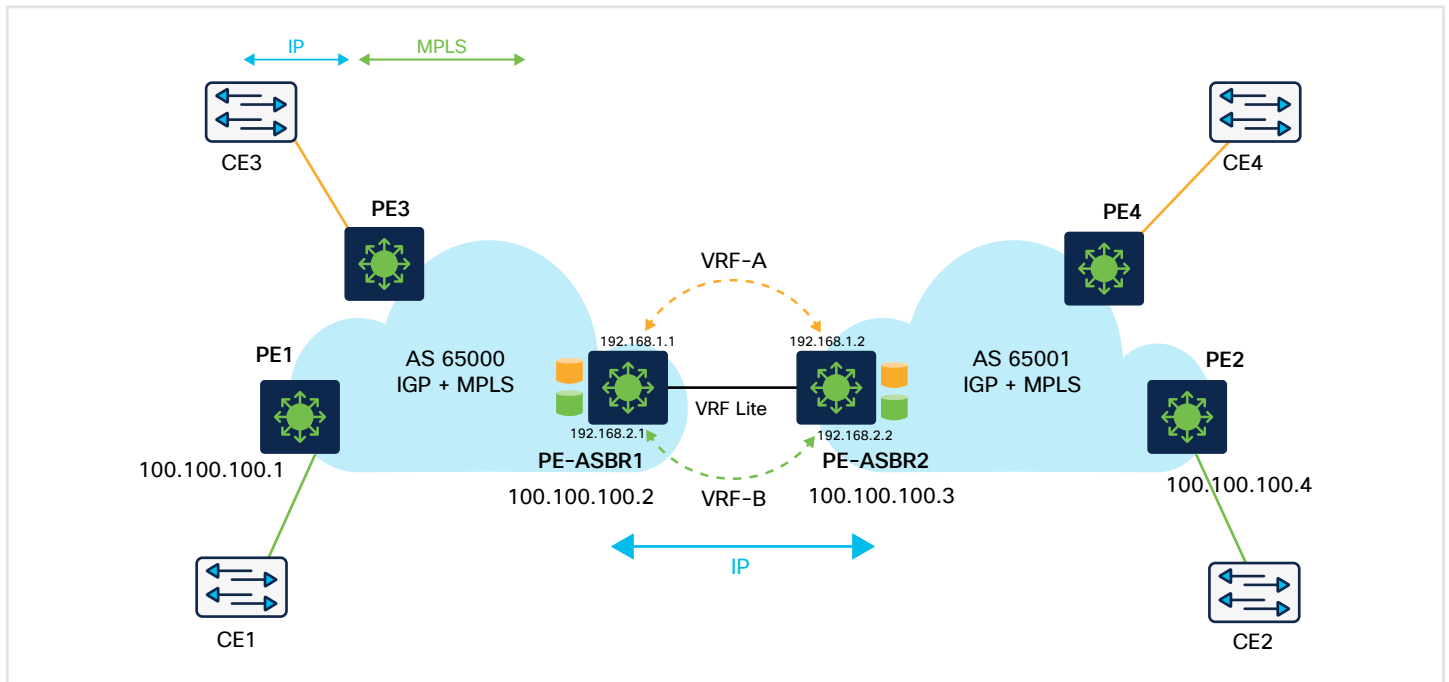 IP
MPLS
CE3
CE4
PE3
PE4
VRF-A
192.168.1.1
192.168.1.2
PE1
AS 65000
IGP + MPLS
AS 65001
IGP + MPLS
PE2
VRF Lite
192.168.2.1
192.168.2.2
PE-ASBR1
PE-ASBR2
100.100.100.1
100.100.100.2
VRF-B
100.100.100.3
100.100.100.4
IP
CE1
CE2